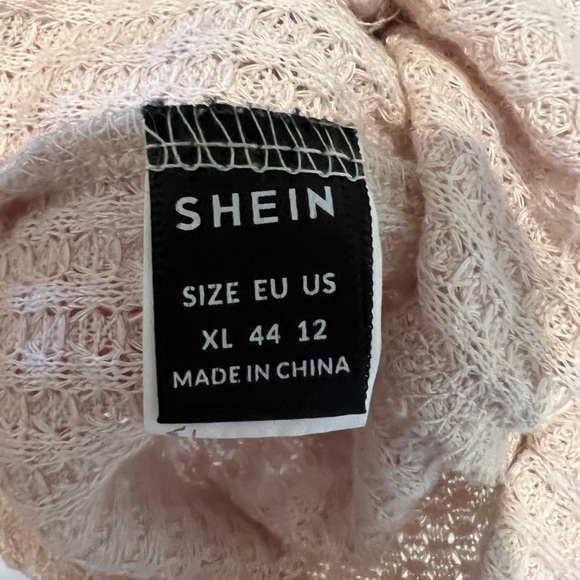 SHEIN
SIZE EU US
XL 44 12
MADE IN CHINA